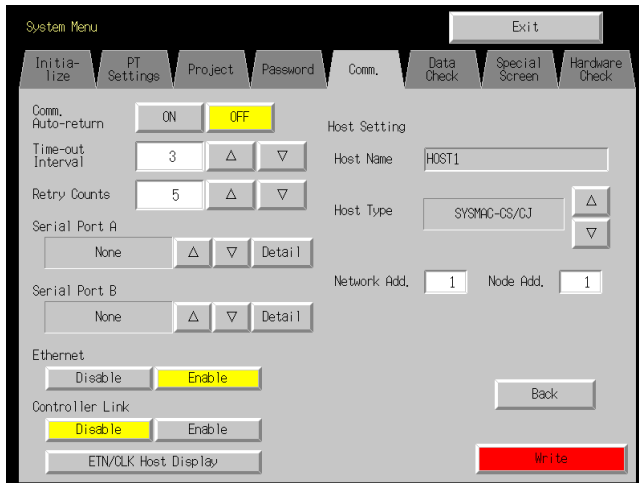 System Menu
Exit
Initia-
lize
PT
Settings
Project
Password
Comm.
Data
Check
Special
Screen
Hardware
Check
Comm.
Auto-return
ON
OFF
Time-out
Interval
3
△
▽
Retry Counts
5
△
▽
Serial Port A
None
△
▽
Detail
Serial Port B
None
△
▽
Detail
Ethernet
Disable
Enable
Controller Link
Disable
Enable
ETN/CLK Host Display
Host Setting
Host Name
HOST1
Host Type
SYSMAC-CS/CJ
△
▽
Network Add.
1
Node Add.
1
Back
Write